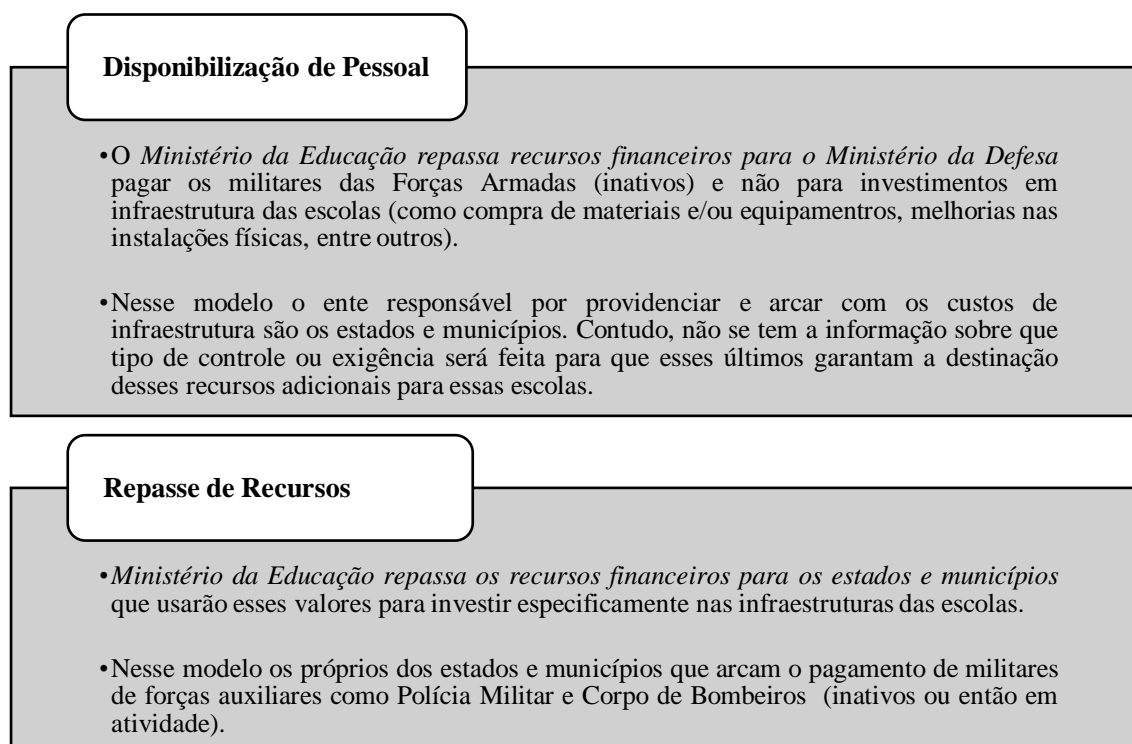 Disponibilização de Pessoal
•O Ministério da Educação repassa recursos financeiros para o Ministério da Defesa
pagar os militares das Forças Armadas (inativos) e não para investimentos em
infraestrutura das escolas (como compra de materiais e/ou equipamentros, melhorias nas
instalações físicas, entre outros).
•Nesse modelo o ente responsável por providenciar e arcar com os custos de
infraestrutura são os estados e municípios. Contudo, não se tem a informação sobre que
tipo de controle ou exigência será feita para que esses últimos garantam a destinação
desses recursos adicionais para essas escolas.
Repasse de Recursos
•Ministério da Educação repassa os recursos financeiros para os estados e municípios
que usarão esses valores para investir especificamente nas infraestruturas das escolas.
•Nesse modelo os próprios dos estados e municípios que arcam o pagamento de militares
de forças auxiliares como Polícia Militar e Corpo de Bombeiros (inativos ou então em
atividade).